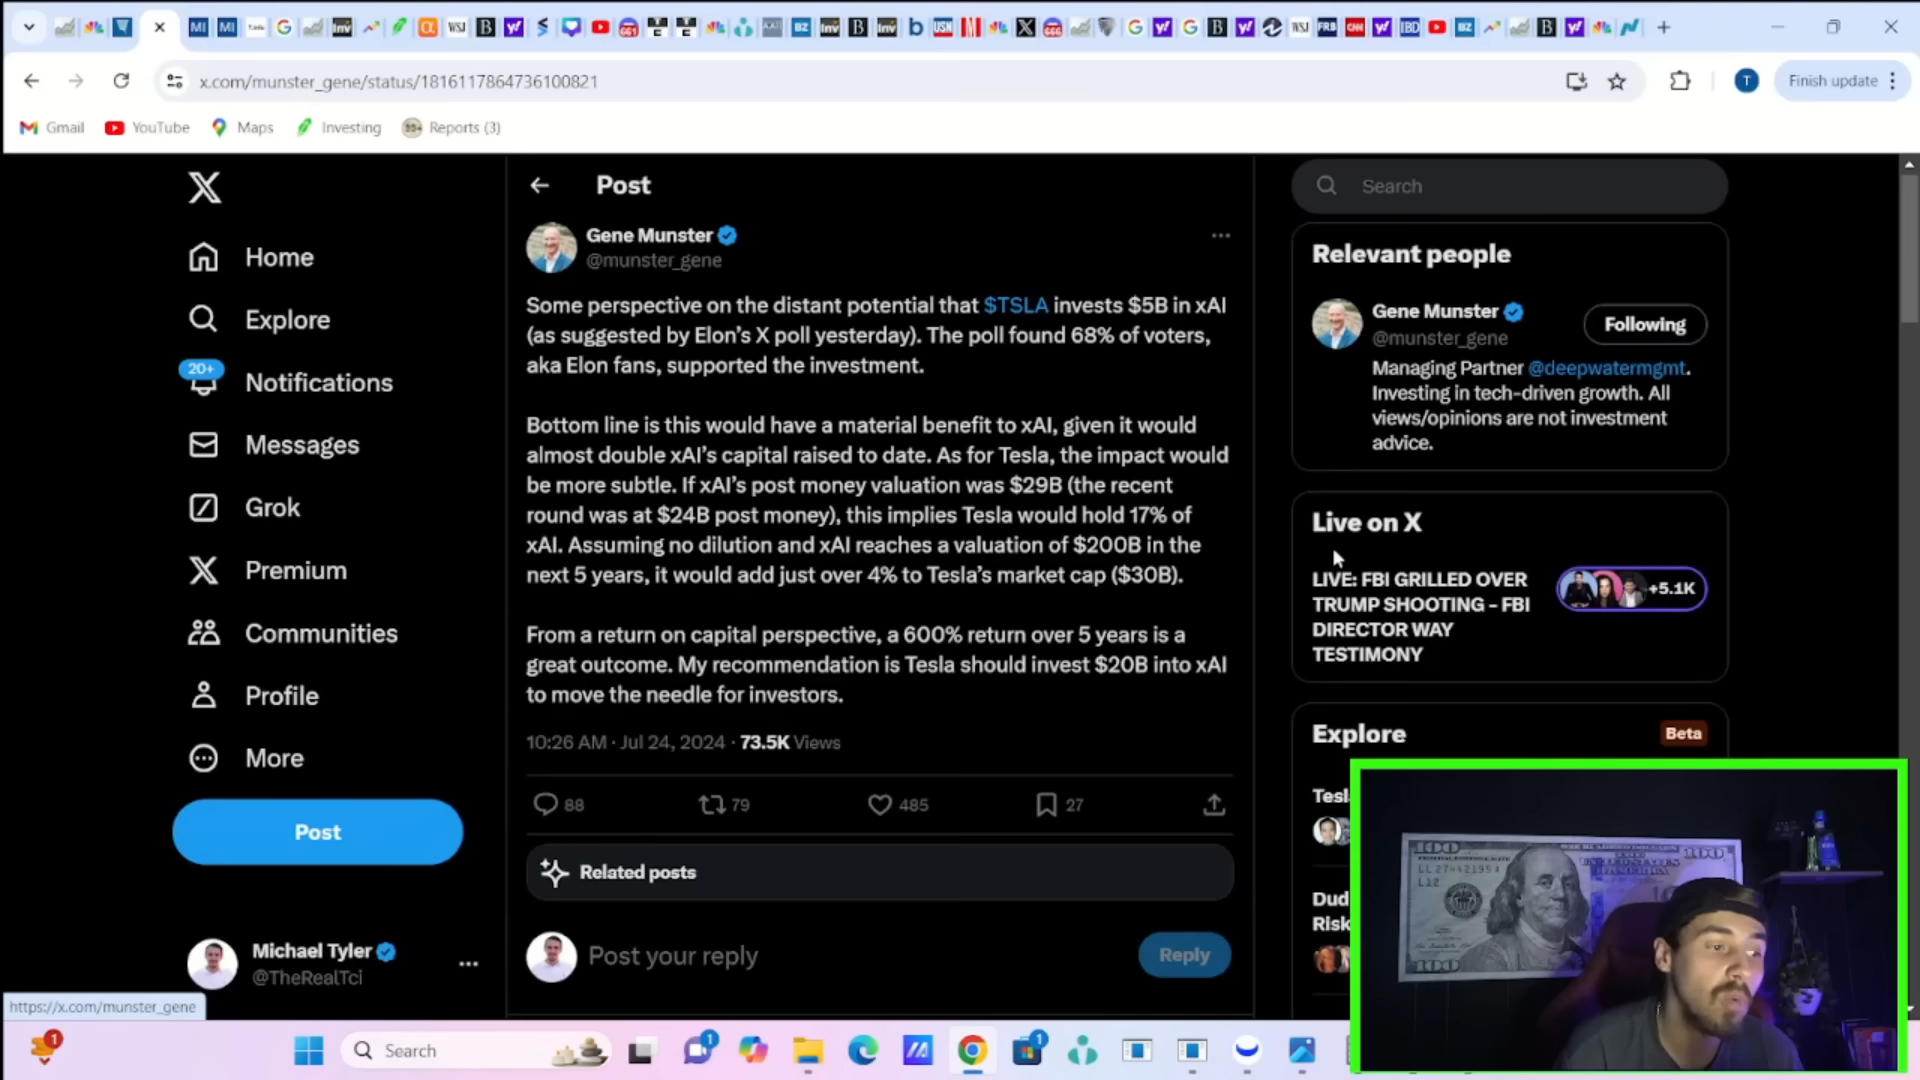 x.com/munster_gene/status/1816117864736100821
Finish update
Gmail
YouTube
Maps
Investing
Reports (3)
Home
Explore
20+
Notifications
Messages
Grok
Premium
Communities
Profile
More
Post
Michael Tyler
@TheRealTci
https://x.com/munster_gene
Post
Gene Munster
@munster_gene
Some perspective on the distant potential that $TSLA invests $5B in xAI
(as suggested by Elon's X poll yesterday). The poll found 68% of voters,
aka Elon fans, supported the investment.
Bottom line is this would have a material benefit to xAI, given it would
almost double xAI's capital raised to date. As for Tesla, the impact would
be more subtle. If xAI's post money valuation was $29B (the recent
round was at $24B post money), this implies Tesla would hold 17% of
xAI. Assuming no dilution and xAI reaches a valuation of $200B in the
next 5 years, it would add just over 4% to Tesla's market cap ($30B).
From a return on capital perspective, a 600% return over 5 years is a
great outcome. My recommendation is Tesla should invest $20B into xAI
to move the needle for investors.
10:26 AM · Jul 24, 2024 · 73.5K Views
88 79 485 27
Related posts
Post your reply
Reply
Search
Relevant people
Gene Munster
@munster_gene
Following
Managing Partner @deepwatermgmt.
Investing in tech-driven growth. All
views/opinions are not investment
advice.
Live on X
LIVE: FBI GRILLED OVER
TRUMP SHOOTING - FBI
DIRECTOR WAY
TESTIMONY
+5.1K
Explore
Beta
Tesl
Dud
Risk
100
100
100
Search